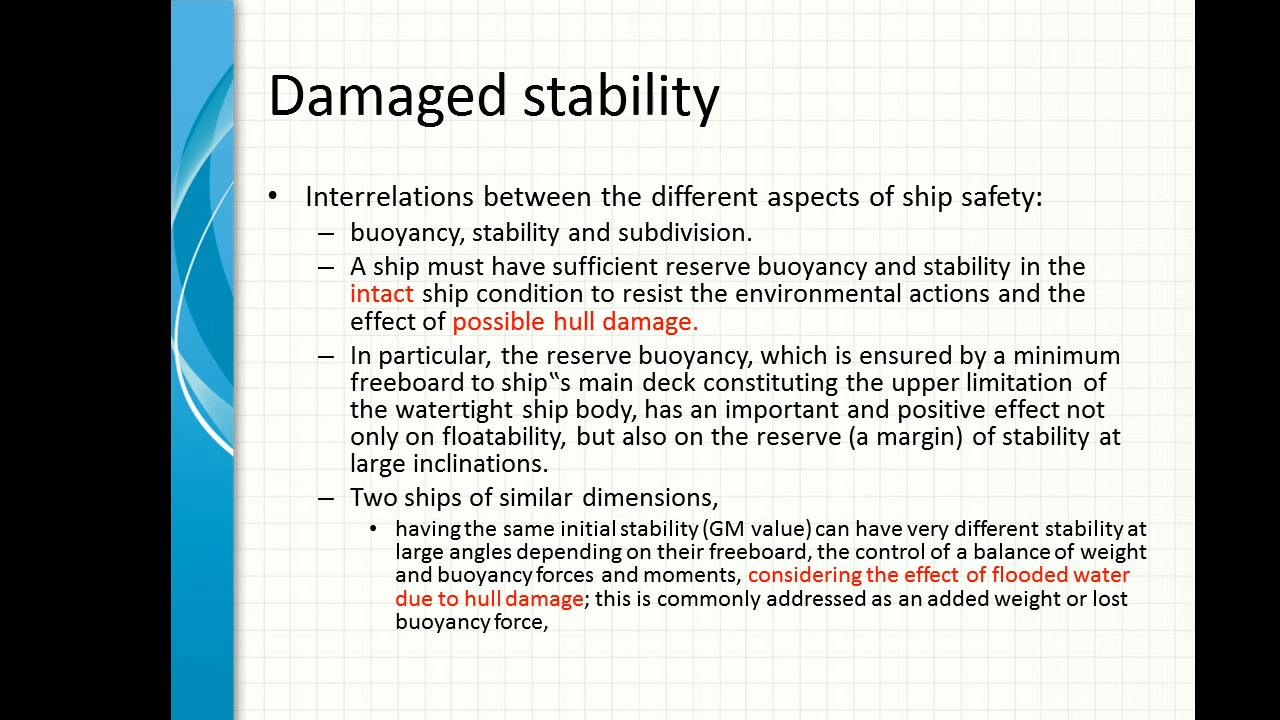 Damaged stability
• Interrelations between the different aspects of ship safety:
– buoyancy, stability and subdivision.
– A ship must have sufficient reserve buoyancy and stability in the
intact ship condition to resist the environmental actions and the
effect of possible hull damage.
– In particular, the reserve buoyancy, which is ensured by a minimum
freeboard to ship‟s main deck constituting the upper limitation of
the watertight ship body, has an important and positive effect not
only on floatability, but also on the reserve (a margin) of stability at
large inclinations.
– Two ships of similar dimensions,
• having the same initial stability (GM value) can have very different stability at
large angles depending on their freeboard, the control of a balance of weight
and buoyancy forces and moments, considering the effect of flooded water
due to hull damage; this is commonly addressed as an added weight or lost
buoyancy force,